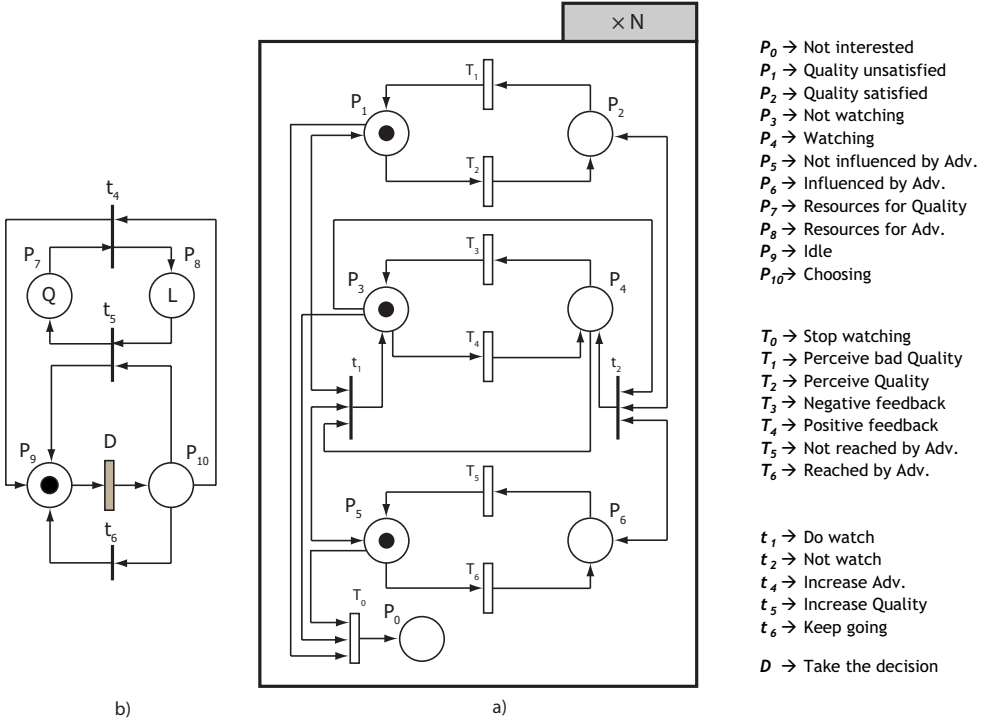 × N
T1
P1
P2
T2
t4
P7
P8
Q
L
t5
T3
P3
P4
T4
t1
t2
D
P9
P10
t6
T5
P5
P6
T6
T0
P0
b)
a)
P0 → Not interested
P1 → Quality unsatisfied
P2 → Quality satisfied
P3 → Not watching
P4 → Watching
P5 → Not influenced by Adv.
P6 → Influenced by Adv.
P7 → Resources for Quality
P8 → Resources for Adv.
P9 → Idle
P10 → Choosing
T0 → Stop watching
T1 → Perceive bad Quality
T2 → Perceive Quality
T3 → Negative feedback
T4 → Positive feedback
T5 → Not reached by Adv.
T6 → Reached by Adv.
t1 → Do watch
t2 → Not watch
t4 → Increase Adv.
t5 → Increase Quality
t6 → Keep going
D → Take the decision